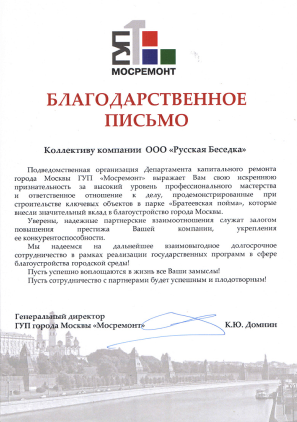 ГУП
МОСРЕМОНТ
БЛАГОДАРСТВЕННОЕ
ПИСЬМО
Коллективу компании ООО «Русская Беседка»
Подведомственная организация Департамента капитального ремонта
города Москвы ГУП «Мосремонт» выражает Вам свою искреннюю
признательность за высокий уровень профессионального мастерства
и ответственное отношение к делу, продемонстрированные при
строительстве ключевых объектов в парке «Братеевская пойма», которые
внесли значительный вклад в благоустройство города Москвы.
Уверены, надежные партнерские взаимоотношения служат залогом
повышения престижа Вашей компании, укрепления
ее конкурентоспособности.
Мы надеемся на дальнейшее взаимовыгодное долгосрочное
сотрудничество в рамках реализации государственных программ в сфере
благоустройства городской среды!
Пусть успешно воплощаются в жизнь все Ваши замыслы!
Пусть сотрудничество с партнерами будет успешным и плодотворным!
Генеральный директор
ГУП города Москвы «Мосремонт» К.Ю. Домнин